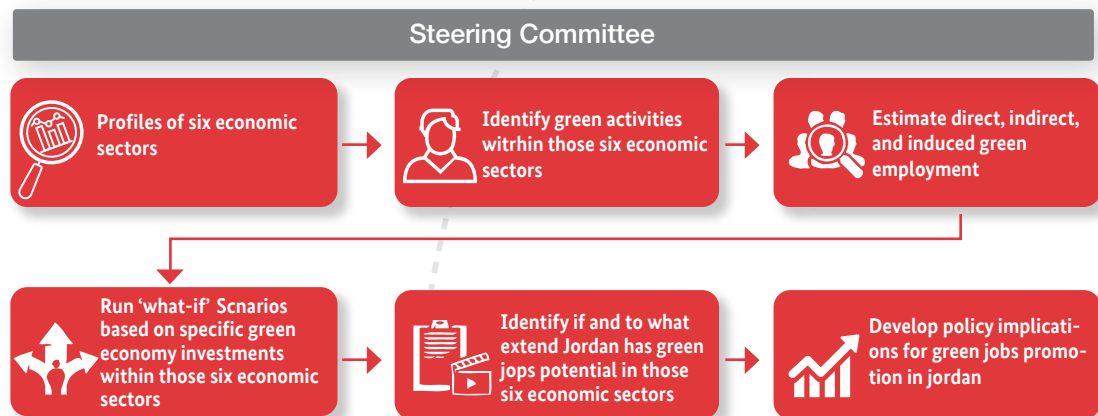 Steering Committee
Profiles of six economic
sectors
Identify green activities
witrhin those six economic
sectors
Estimate direct, indirect,
and induced green
employment
Run ‘what-if’ Scnarios
based on specific green
economy investments
within those six economic
sectors
Identify if and to what
extend Jordan has green
jops potential in those
six economic sectors
Develop policy implicati-
ons for green jobs promo-
tion in jordan